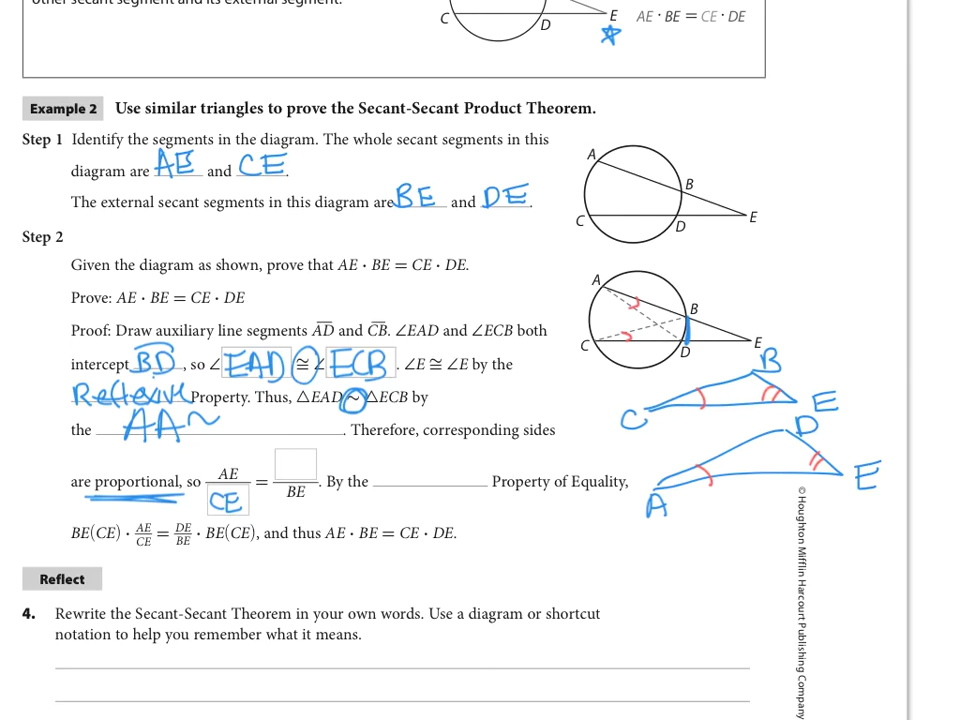 C D E AE · BE = CE · DE
Example 2 Use similar triangles to prove the Secant-Secant Product Theorem.
Step 1 Identify the segments in the diagram. The whole secant segments in this
diagram are AE and CE.
The external secant segments in this diagram are BE and DE.
A B C D E
Step 2
Given the diagram as shown, prove that AE · BE = CE · DE.
Prove: AE · BE = CE · DE
Proof: Draw auxiliary line segments AD and CB. ∠EAD and ∠ECB both
intercept BD, so ∠ EAD ≅ ∠ ECB. ∠E ≅ ∠E by the
Reflexive Property. Thus, △EAD ~ △ECB by
the AA~. Therefore, corresponding sides
are proportional, so AE/CE = /BE. By the Property of Equality,
BE(CE) · AE/CE = DE/BE · BE(CE), and thus AE · BE = CE · DE.
A B C D E
B
C E
D
A E
Reflect
4. Rewrite the Secant-Secant Theorem in your own words. Use a diagram or shortcut
notation to help you remember what it means.
© Houghton Mifflin Harcourt Publishing Company